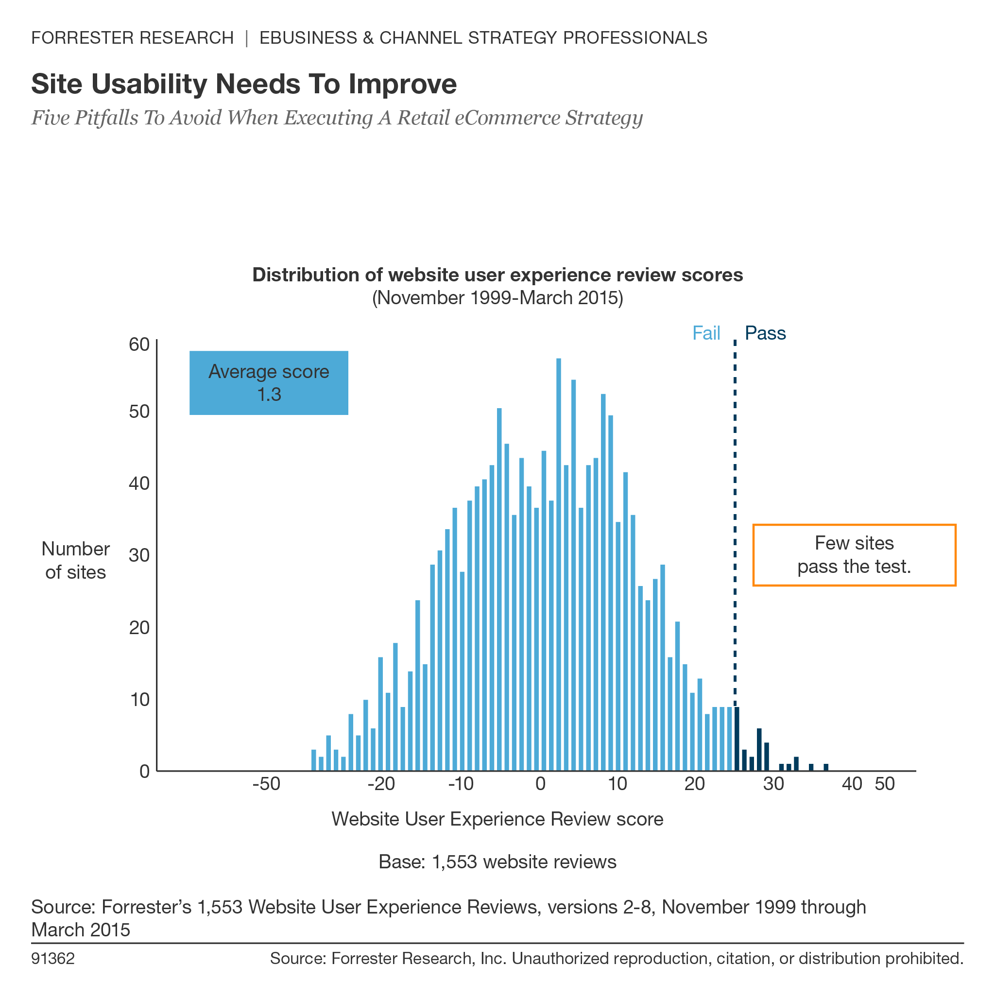 FORRESTER RESEARCH | EBUSINESS & CHANNEL STRATEGY PROFESSIONALS
Site Usability Needs To Improve
Five Pitfalls To Avoid When Executing A Retail eCommerce Strategy
Distribution of website user experience review scores
(November 1999-March 2015)
Fail Pass
60
Average score
1.3
50
40
Few sites
pass the test.
Number
of sites
30
20
10
0
-50 -20 -10 0 10 20 30 40 50
Website User Experience Review score
Base: 1,553 website reviews
Source: Forrester’s 1,553 Website User Experience Reviews, versions 2-8, November 1999 through
March 2015
91362 Source: Forrester Research, Inc. Unauthorized reproduction, citation, or distribution prohibited.